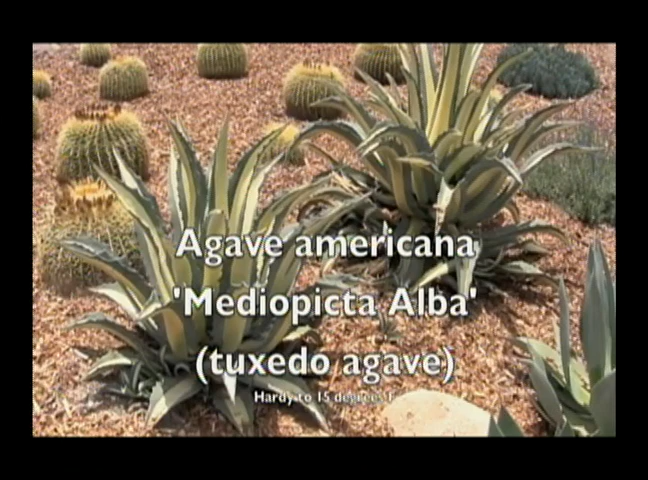 Agave americana
'Mediopicta Alba'
(tuxedo agave)
Hardy to 15 degrees F